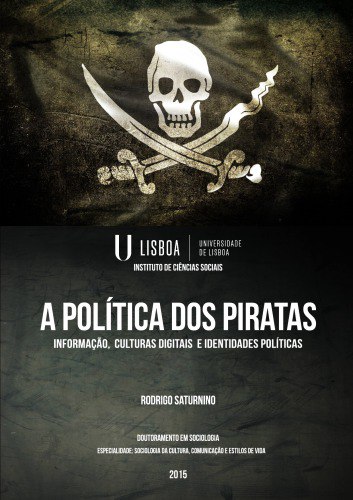 LISBOA
UNIVERSIDADE
DE LISBOA
INSTITUTO DE CIÊNCIAS SOCIAIS
A POLÍTICA DOS PIRATAS
INFORMAÇÃO, CULTURAS DIGITAIS E IDENTIDADES POLÍTICAS
RODRIGO SATURNINO
DOUTORAMENTO EM SOCIOLOGIA
ESPECIALIDADE: SOCIOLOGIA DA CULTURA, COMUNICAÇÃO E ESTILOS DE VIDA
2015